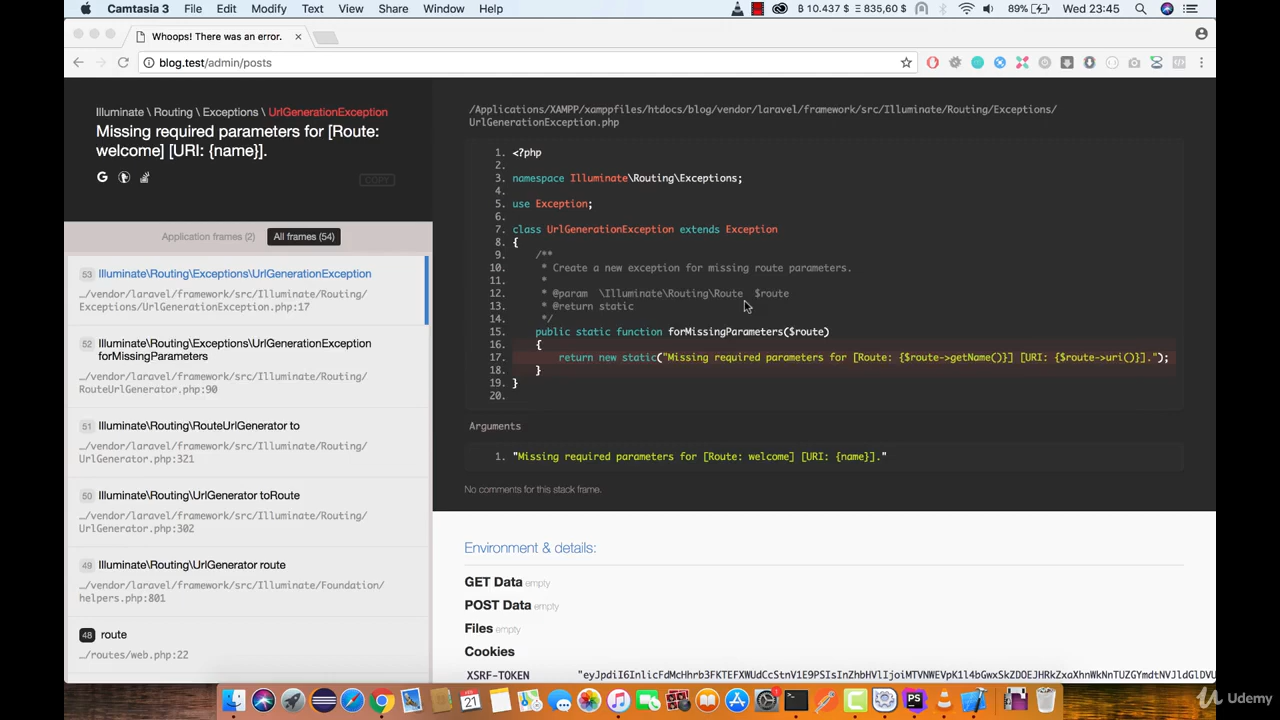 Camtasia 3 File Edit Modify Text View Share Window Help ₿ 10.437 Ξ 835,60 89% Wed 23:45
Whoops! There was an error.
blog.test/admin/posts
Illuminate \ Routing \ Exceptions \ UrlGenerationException
Missing required parameters for [Route:
welcome] [URI: {name}].
COPY
Application frames (2) All frames (54)
53 Illuminate\Routing\Exceptions\UrlGenerationException
…/vendor/laravel/framework/src/Illuminate/Routing/
Exceptions/UrlGenerationException.php:17
52 Illuminate\Routing\Exceptions\UrlGenerationException
forMissingParameters
…/vendor/laravel/framework/src/Illuminate/Routing/
RouteUrlGenerator.php:90
51 Illuminate\Routing\RouteUrlGenerator to
…/vendor/laravel/framework/src/Illuminate/Routing/
UrlGenerator.php:321
50 Illuminate\Routing\UrlGenerator toRoute
…/vendor/laravel/framework/src/Illuminate/Routing/
UrlGenerator.php:302
49 Illuminate\Routing\UrlGenerator route
…/vendor/laravel/framework/src/Illuminate/Foundation/
helpers.php:801
48 route
…/routes/web.php:22
/Applications/XAMPP/xamppfiles/htdocs/blog/vendor/laravel/framework/src/Illuminate/Routing/Exceptions/
UrlGenerationException.php
1. <?php
2.
3. namespace Illuminate\Routing\Exceptions;
4.
5. use Exception;
6.
7. class UrlGenerationException extends Exception
8. {
9. /**
10. * Create a new exception for missing route parameters.
11. *
12. * @param \Illuminate\Routing\Route $route
13. * @return static
14. */
15. public static function forMissingParameters($route)
16. {
17. return new static("Missing required parameters for [Route: {$route->getName()}] [URI: {$route->uri()}].");
18. }
19. }
20.
Arguments
1. "Missing required parameters for [Route: welcome] [URI: {name}]."
No comments for this stack frame.
Environment & details:
GET Data empty
POST Data empty
Files empty
Cookies
XSRF-TOKEN
Udemy